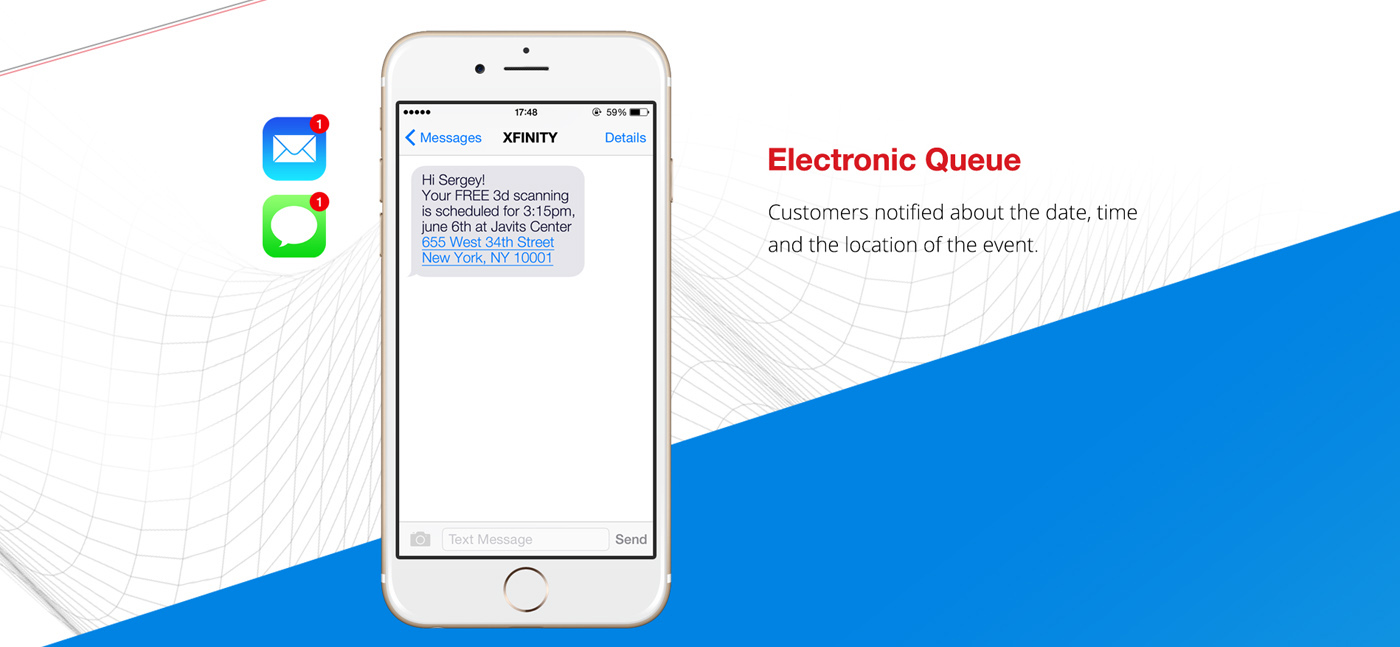 1
1
17:48
59%
Messages
XFINITY
Details
Hi Sergey!
Your FREE 3d scanning
is scheduled for 3:15pm,
june 6th at Javits Center
655 West 34th Street
New York, NY 10001
Text Message
Send
Electronic Queue
Customers notified about the date, time
and the location of the event.